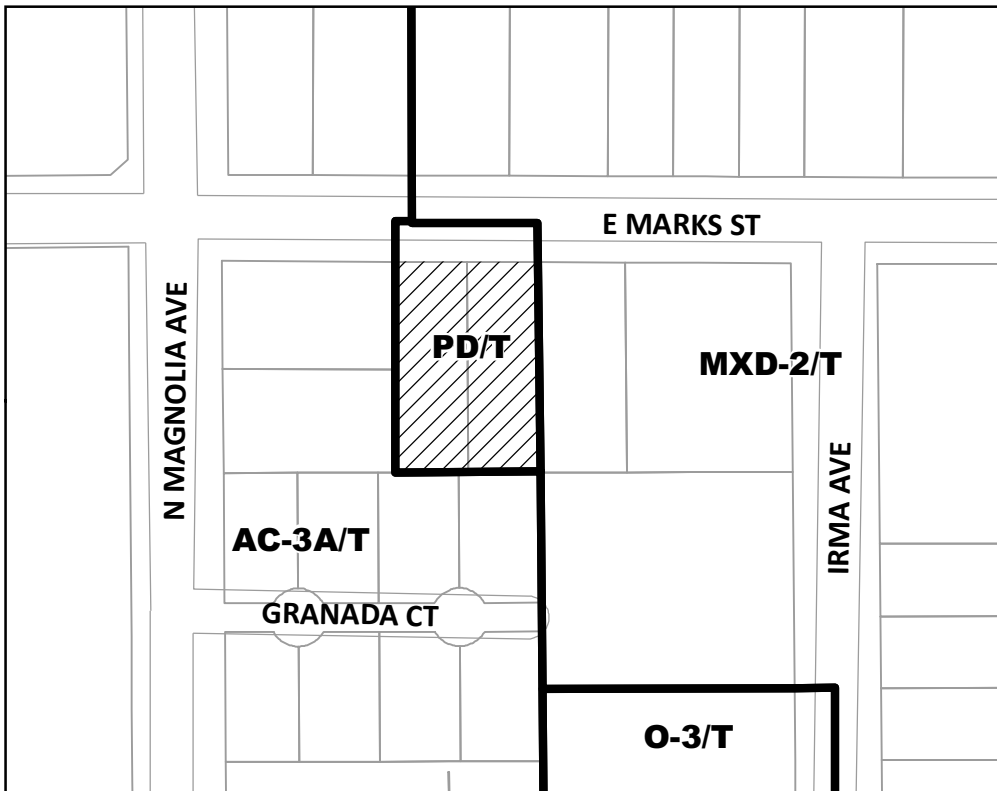 E MARKS ST
N MAGNOLIA AVE
PD/T
MXD-2/T
IRMA AVE
AC-3A/T
GRANADA CT
O-3/T